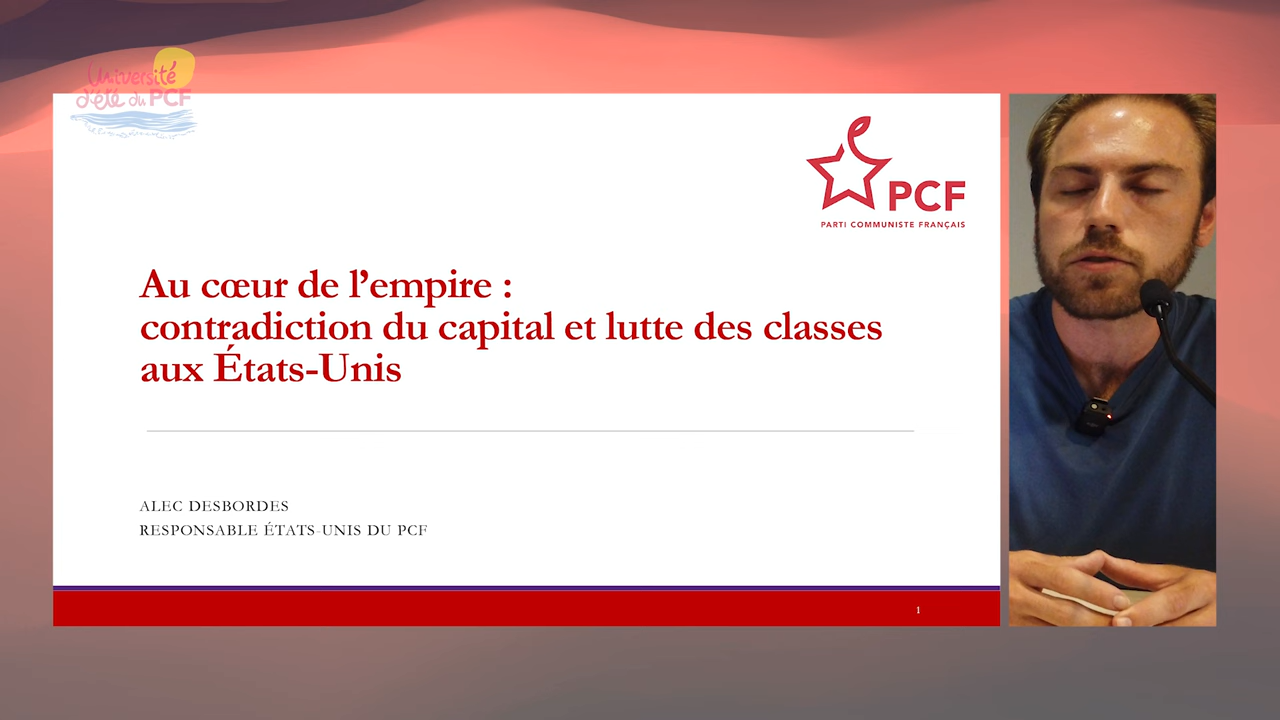 Université
d'été du PCF
PCF
PARTI COMMUNISTE FRANÇAIS
Au cœur de l'empire :
contradiction du capital et lutte des classes
aux États-Unis
ALEC DESBORDES
RESPONSABLE ÉTATS-UNIS DU PCF
1